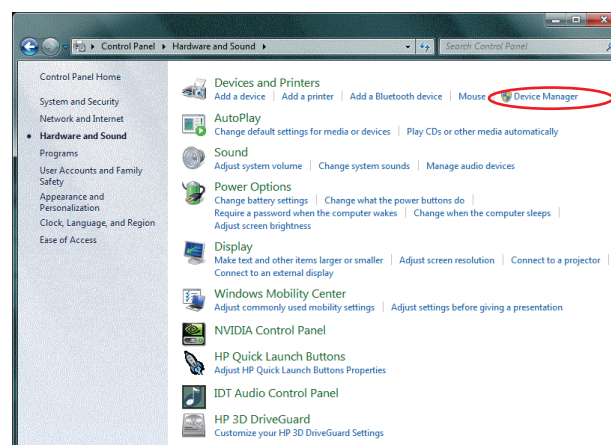 Control Panel ▸ Hardware and Sound ▸
Search Control Panel
Control Panel Home
System and Security
Network and Internet
Hardware and Sound
Programs
User Accounts and Family
Safety
Appearance and
Personalization
Clock, Language, and Region
Ease of Access
Devices and Printers
Add a device | Add a printer | Add a Bluetooth device | Mouse | Device Manager
AutoPlay
Change default settings for media or devices | Play CDs or other media automatically
Sound
Adjust system volume | Change system sounds | Manage audio devices
Power Options
Change battery settings | Change what the power buttons do |
Require a password when the computer wakes | Change when the computer sleeps |
Adjust screen brightness
Display
Make text and other items larger or smaller | Adjust screen resolution | Connect to a projector |
Connect to an external display
Windows Mobility Center
Adjust commonly used mobility settings | Adjust settings before giving a presentation
NVIDIA Control Panel
HP Quick Launch Buttons
Adjust HP Quick Launch Buttons Properties
IDT Audio Control Panel
HP 3D DriveGuard
Customize your HP 3D DriveGuard Settings